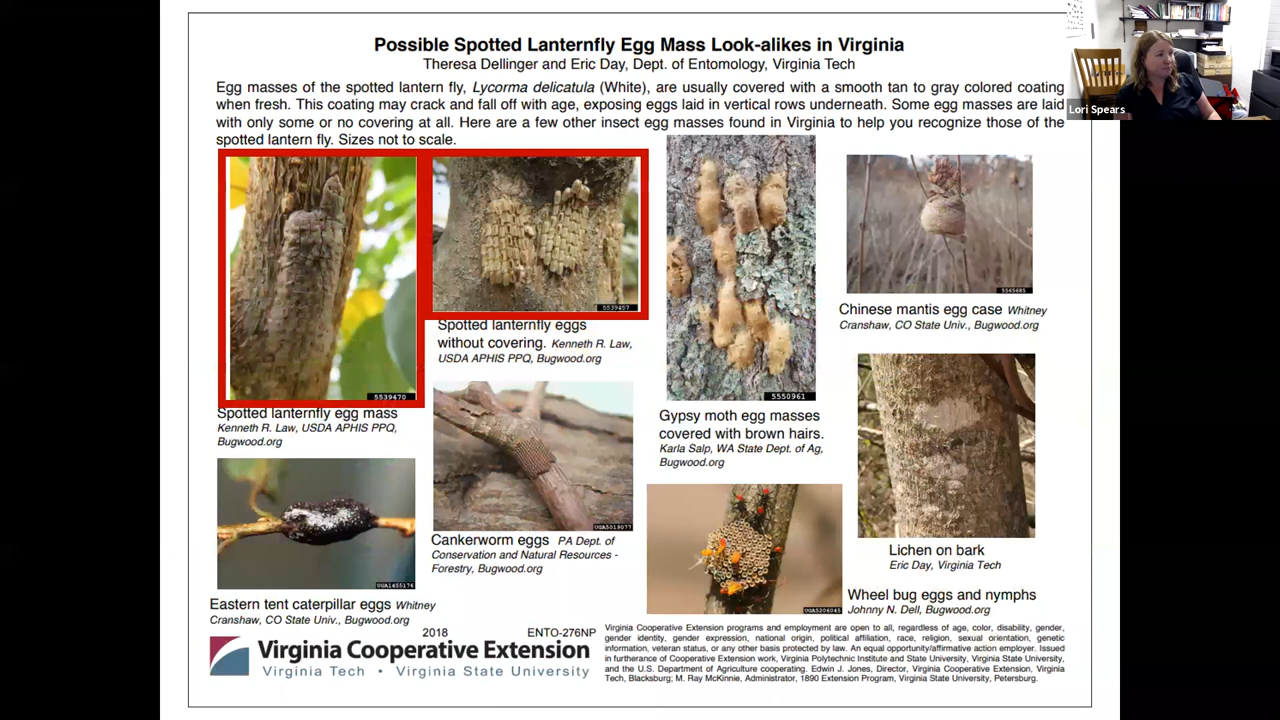 Possible Spotted Lanternfly Egg Mass Look-alikes in Virginia
Theresa Dellinger and Eric Day, Dept. of Entomology, Virginia Tech
Egg masses of the spotted lantern fly, Lycorma delicatula (White), are usually covered with a smooth tan to gray colored coating
when fresh. This coating may crack and fall off with age, exposing eggs laid in vertical rows underneath. Some egg masses are laid
with only some or no covering at all. Here are a few other insect egg masses found in Virginia to help you recognize those of the
spotted lantern fly. Sizes not to scale.
Lori Spears
5539470
Spotted lanternfly egg mass
Kenneth R. Law, USDA APHIS PPQ,
Bugwood.org
5539457
Spotted lanternfly eggs
without covering. Kenneth R. Law,
USDA APHIS PPQ, Bugwood.org
5550961
Gypsy moth egg masses
covered with brown hairs.
Karla Salp, WA State Dept. of Ag,
Bugwood.org
5565685
Chinese mantis egg case Whitney
Cranshaw, CO State Univ., Bugwood.org
UGA1455176
Eastern tent caterpillar eggs Whitney
Cranshaw, CO State Univ., Bugwood.org
UGA5019077
Cankerworm eggs PA Dept. of
Conservation and Natural Resources -
Forestry, Bugwood.org
Lichen on bark
Eric Day, Virginia Tech
UGA5206045
Wheel bug eggs and nymphs
Johnny N. Dell, Bugwood.org
2018 ENTO-276NP
Virginia Cooperative Extension
Virginia Tech • Virginia State University
Virginia Cooperative Extension programs and employment are open to all, regardless of age, color, disability, gender,
gender identity, gender expression, national origin, political affiliation, race, religion, sexual orientation, genetic
information, veteran status, or any other basis protected by law. An equal opportunity/affirmative action employer. Issued
in furtherance of Cooperative Extension work, Virginia Polytechnic Institute and State University, Virginia State University,
and the U.S. Department of Agriculture cooperating. Edwin J. Jones, Director, Virginia Cooperative Extension, Virginia
Tech, Blacksburg; M. Ray McKinnie, Administrator, 1890 Extension Program, Virginia State University, Petersburg.